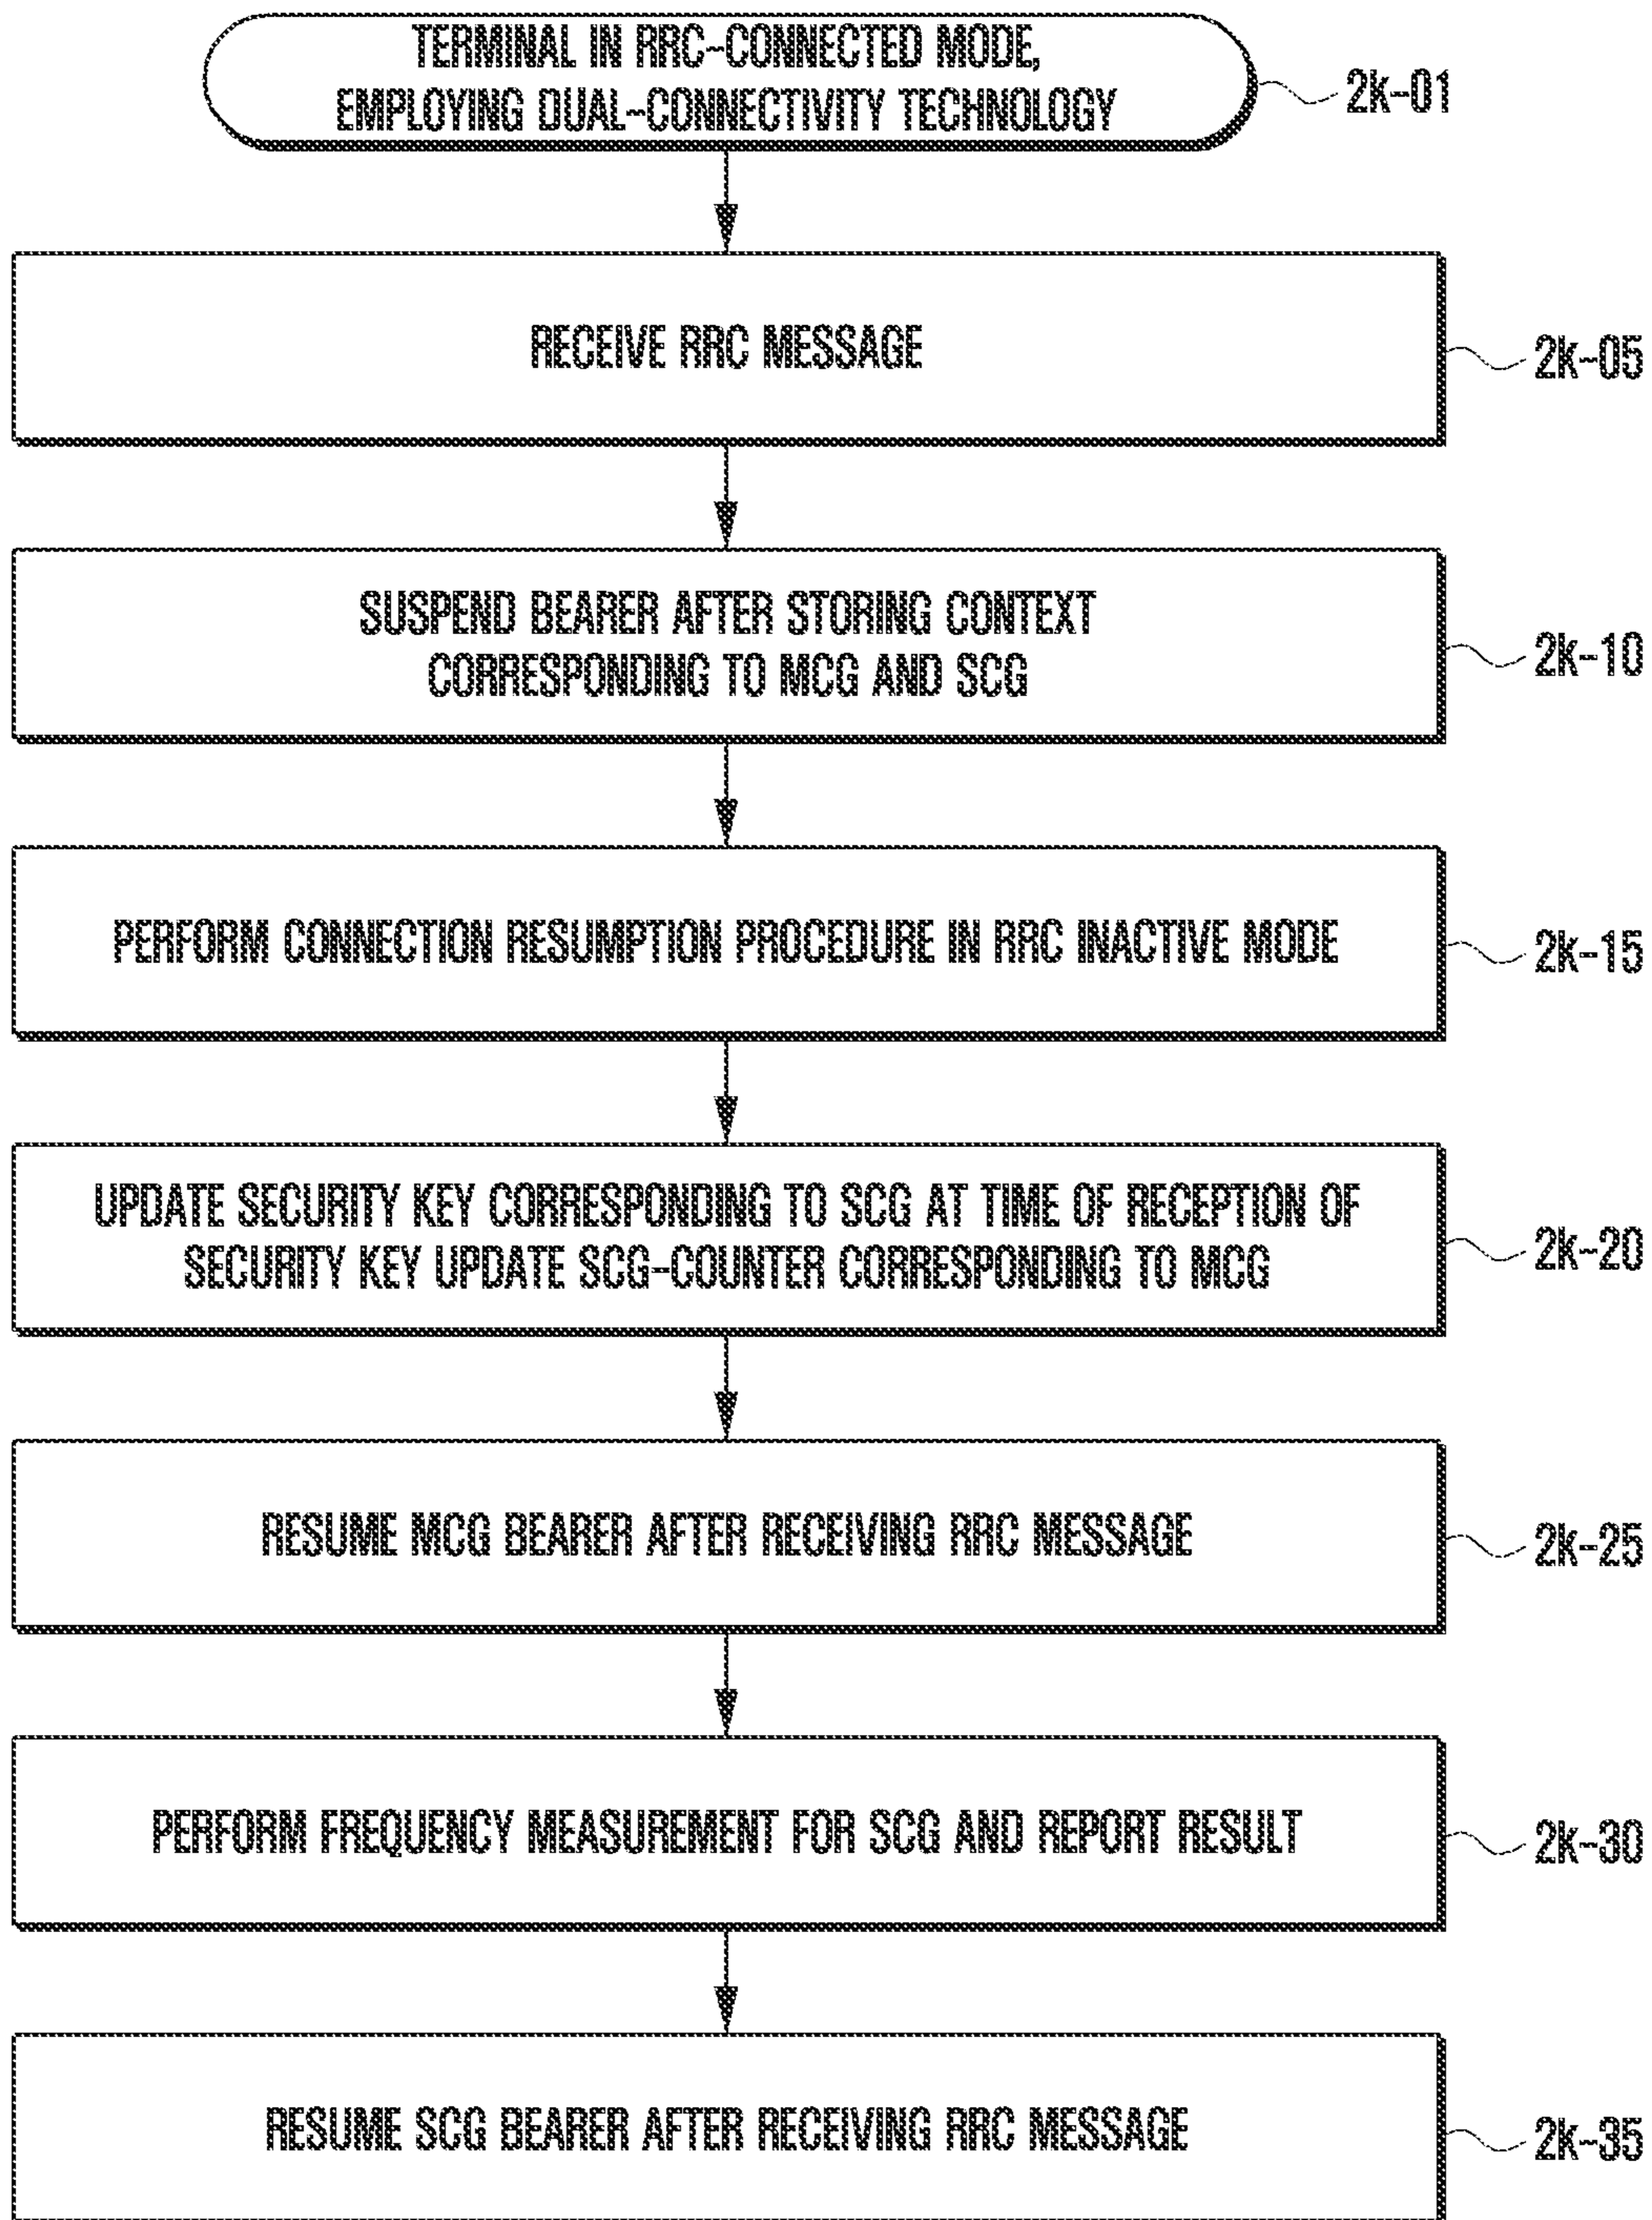 TERMINAL IN RRC-CONNECTED MODE,
EMPLOYING DUAL-CONNECTIVITY TECHNOLOGY
2k-01
RECEIVE RRC MESSAGE
2k-05
SUSPEND BEARER AFTER STORING CONTEXT
CORRESPONDING TO MCG AND SCG
2k-10
PERFORM CONNECTION RESUMPTION PROCEDURE IN RRC INACTIVE MODE
2k-15
UPDATE SECURITY KEY CORRESPONDING TO SCG AT TIME OF RECEPTION OF
SECURITY KEY UPDATE SCG-COUNTER CORRESPONDING TO MCG
2k-20
RESUME MCG BEARER AFTER RECEIVING RRC MESSAGE
2k-25
PERFORM FREQUENCY MEASUREMENT FOR SCG AND REPORT RESULT
2k-30
RESUME SCG BEARER AFTER RECEIVING RRC MESSAGE
2k-35